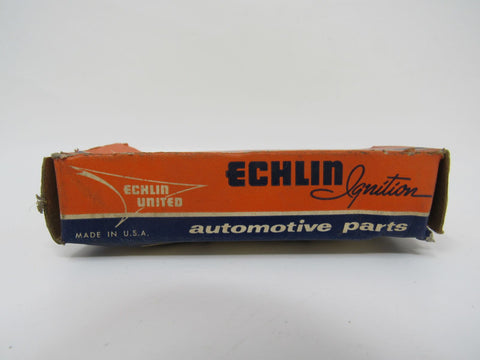 ECHLIN
UNITED
MADE IN U.S.A.
ECHLIN Ignition
automotive parts